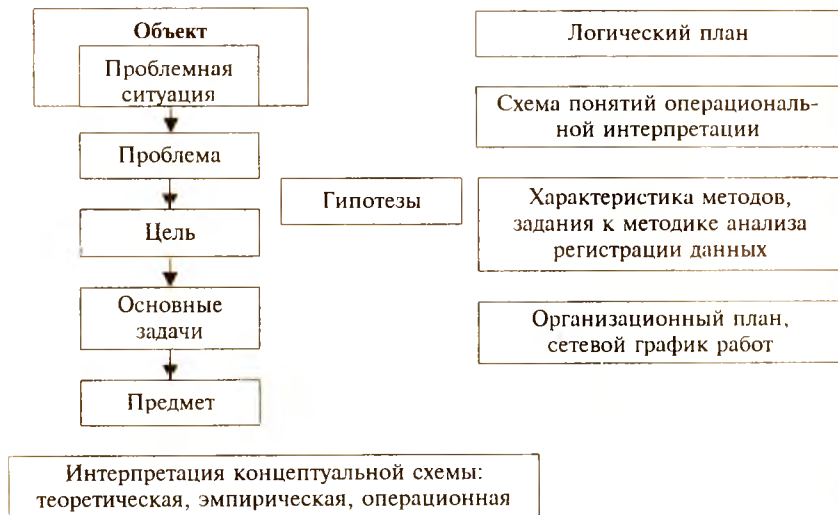 Объект
Проблемная
ситуация
Проблема
Цель
Основные
задачи
Предмет
Гипотезы
Логический план
Схема понятий операциональ-
ной интерпретации
Характеристика методов,
задания к методике анализа
регистрации данных
Организационный план,
сетевой график работ
Интерпретация концептуальной схемы:
теоретическая, эмпирическая, операционная